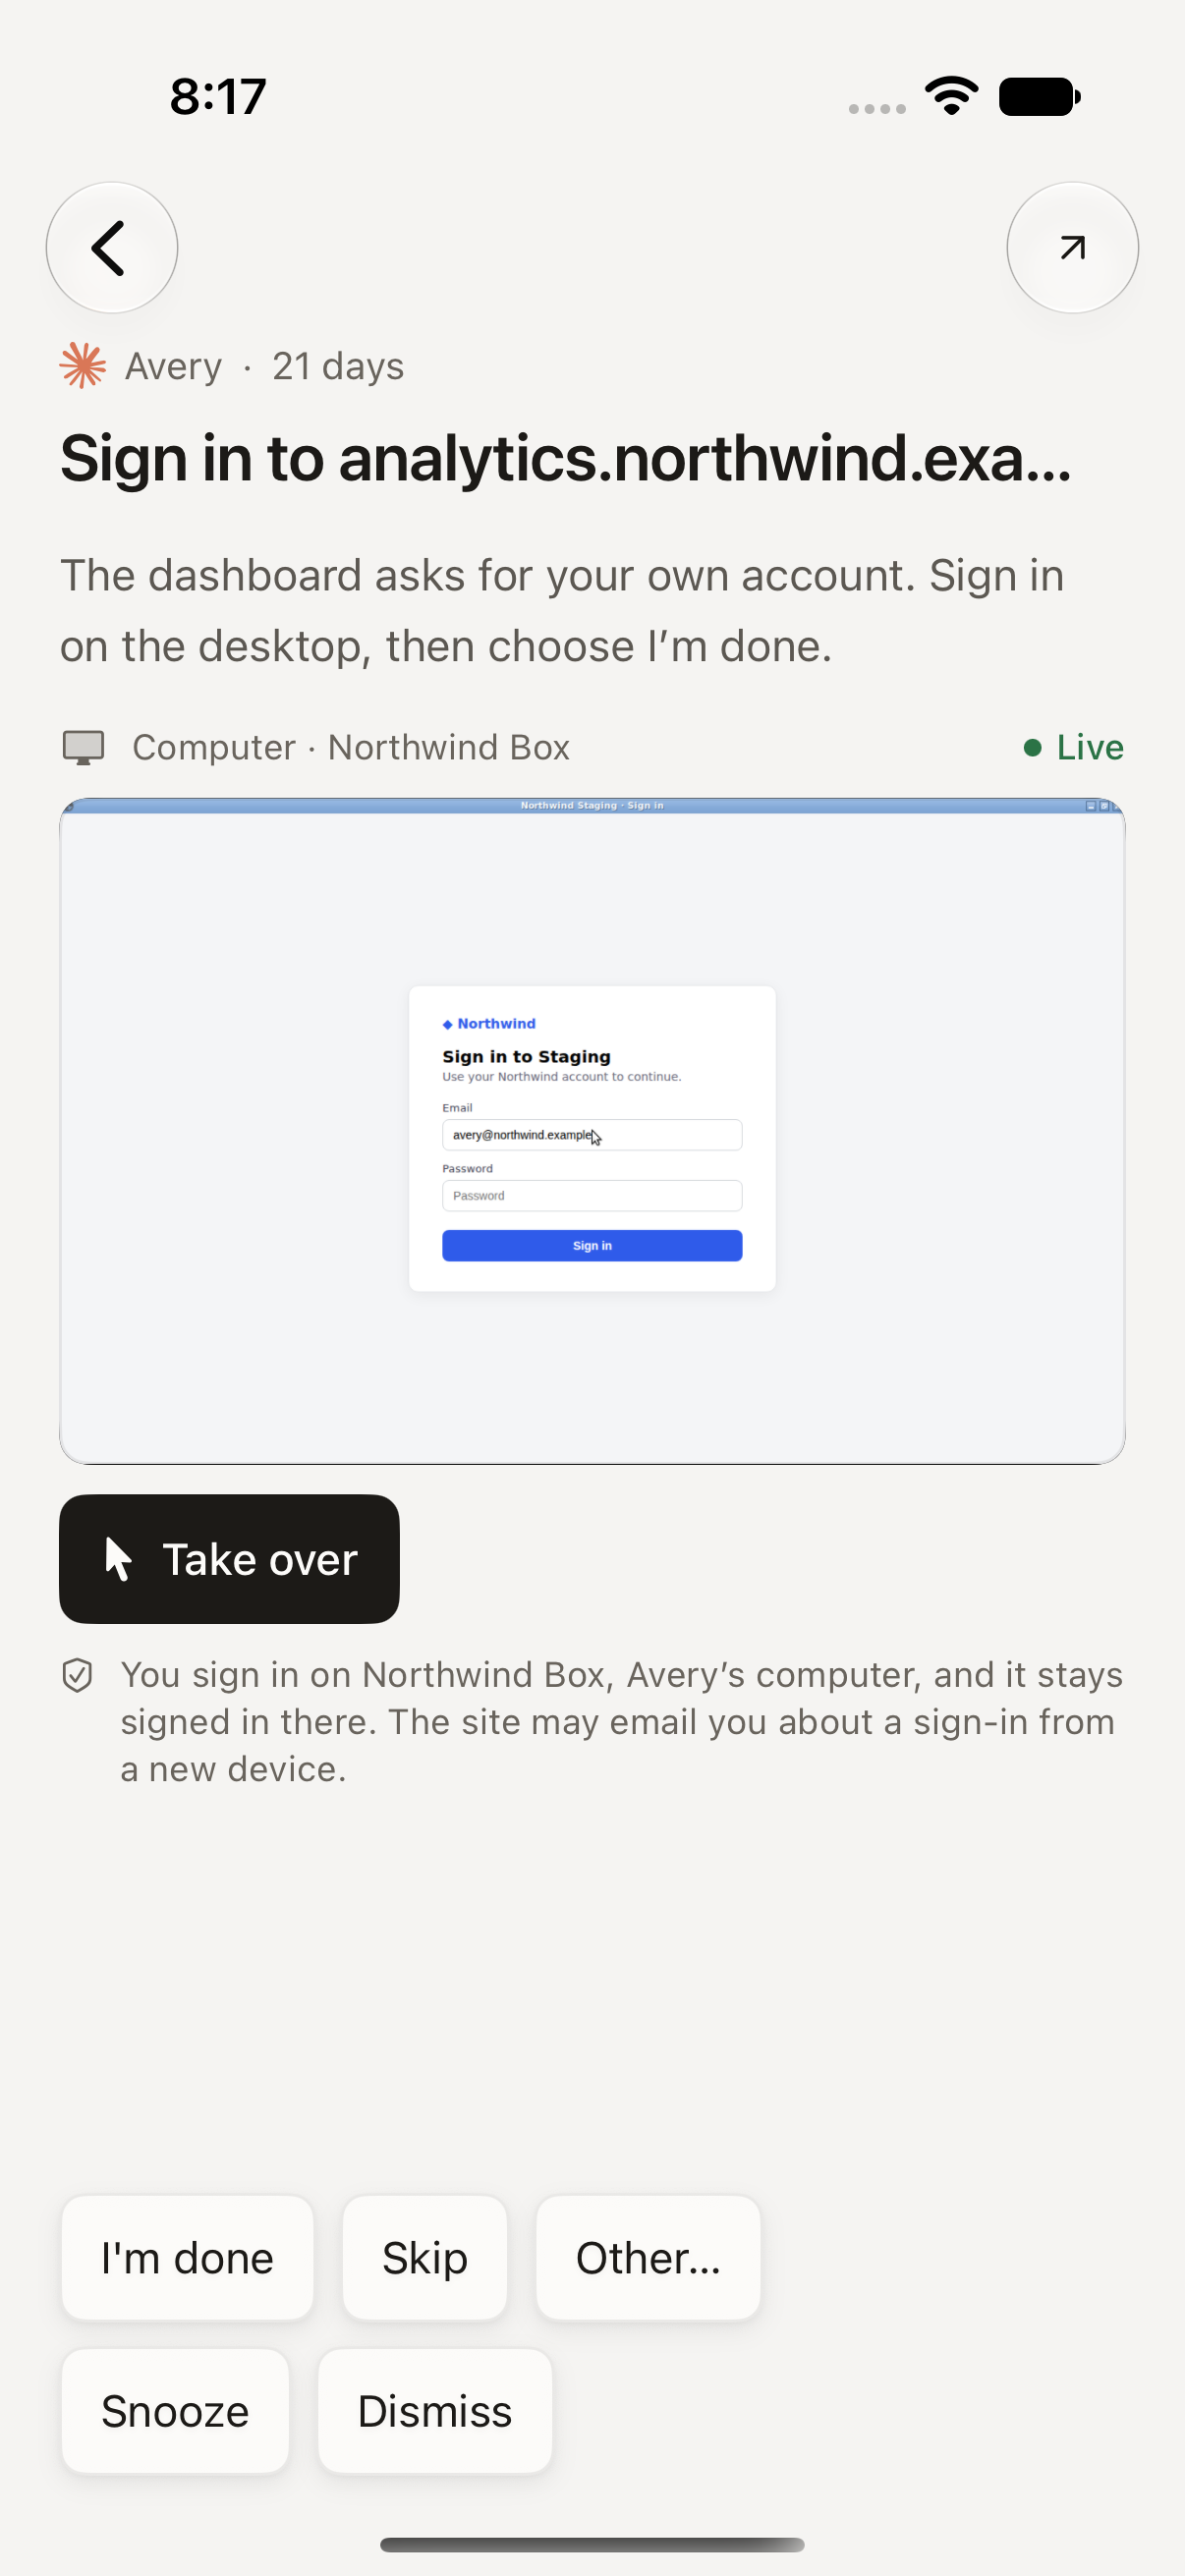 8:17
Avery · 21 days
Sign in to analytics.northwind.exa...
The dashboard asks for your own account. Sign in
on the desktop, then choose I’m done.
Computer · Northwind Box
Live
Northwind Staging - Sign in
Northwind
Sign in to Staging
Use your Northwind account to continue.
Email
avery@northwind.example
Password
Password
Sign in
Take over
You sign in on Northwind Box, Avery’s computer, and it stays
signed in there. The site may email you about a sign-in from
a new device.
I'm done
Skip
Other...
Snooze
Dismiss